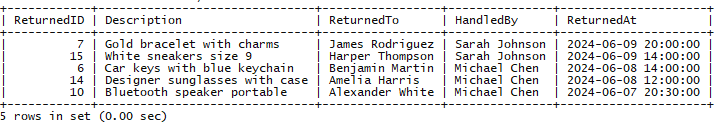 +------------+------------------------------+-----------------+---------------+---------------------+
| ReturnedID | Description                  | ReturnedTo      | HandledBy     | ReturnedAt          |
+------------+------------------------------+-----------------+---------------+---------------------+
|          7 | Gold bracelet with charms    | James Rodriguez | Sarah Johnson | 2024-06-09 20:00:00 |
|         15 | White sneakers size 9        | Harper Thompson | Sarah Johnson | 2024-06-09 14:00:00 |
|          6 | Car keys with blue keychain  | Benjamin Martin | Michael Chen  | 2024-06-08 14:00:00 |
|         14 | Designer sunglasses with case | Amelia Harris   | Michael Chen  | 2024-06-08 12:00:00 |
|         10 | Bluetooth speaker portable   | Alexander White | Michael Chen  | 2024-06-07 20:30:00 |
+------------+------------------------------+-----------------+---------------+---------------------+
5 rows in set (0.00 sec)